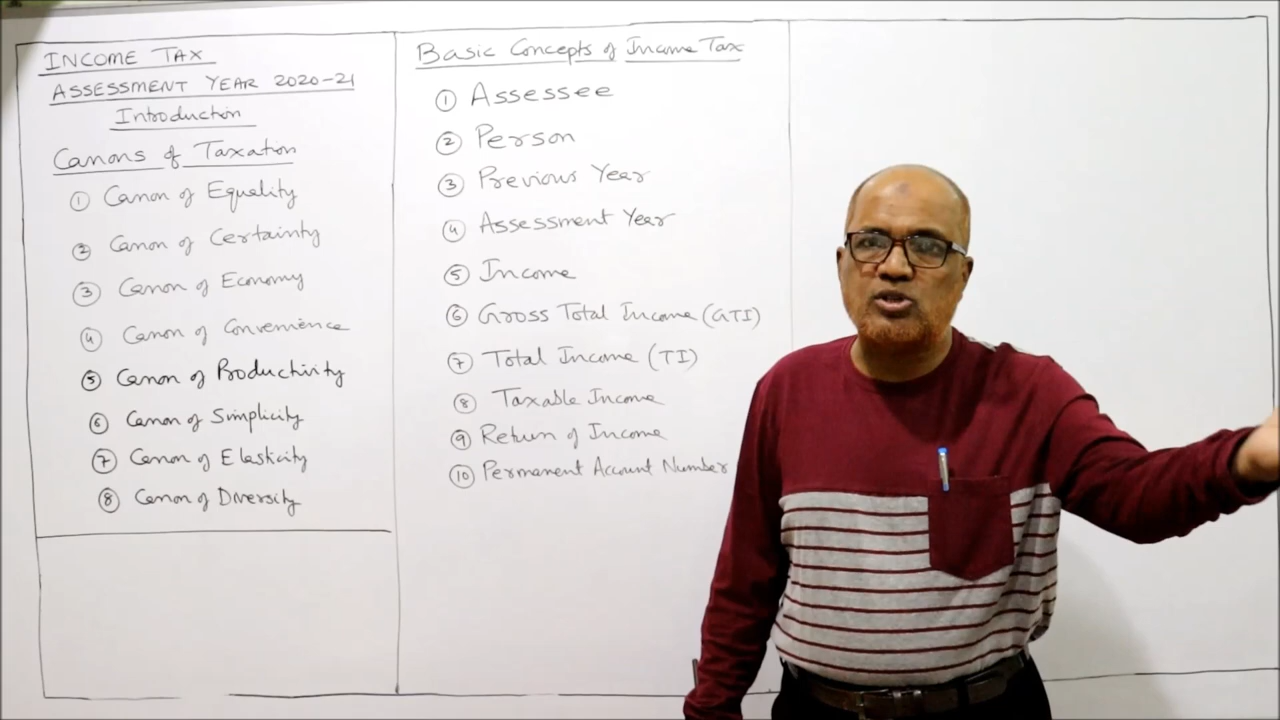 INCOME TAX
ASSESSMENT YEAR 2020-21
Introduction
Canons of Taxation
① Canon of Equality
② Canon of Certainty
③ Canon of Economy
④ Canon of Convenience
⑤ Canon of Productivity
⑥ Canon of Simplicity
⑦ Canon of Elasticity
⑧ Canon of Diversity
Basic Concepts of Income Tax
① Assessee
② Person
③ Previous Year
④ Assessment Year
⑤ Income
⑥ Gross Total Income (GTI)
⑦ Total Income (TI)
⑧ Taxable Income
⑨ Return of Income
⑩ Permanent Account Number